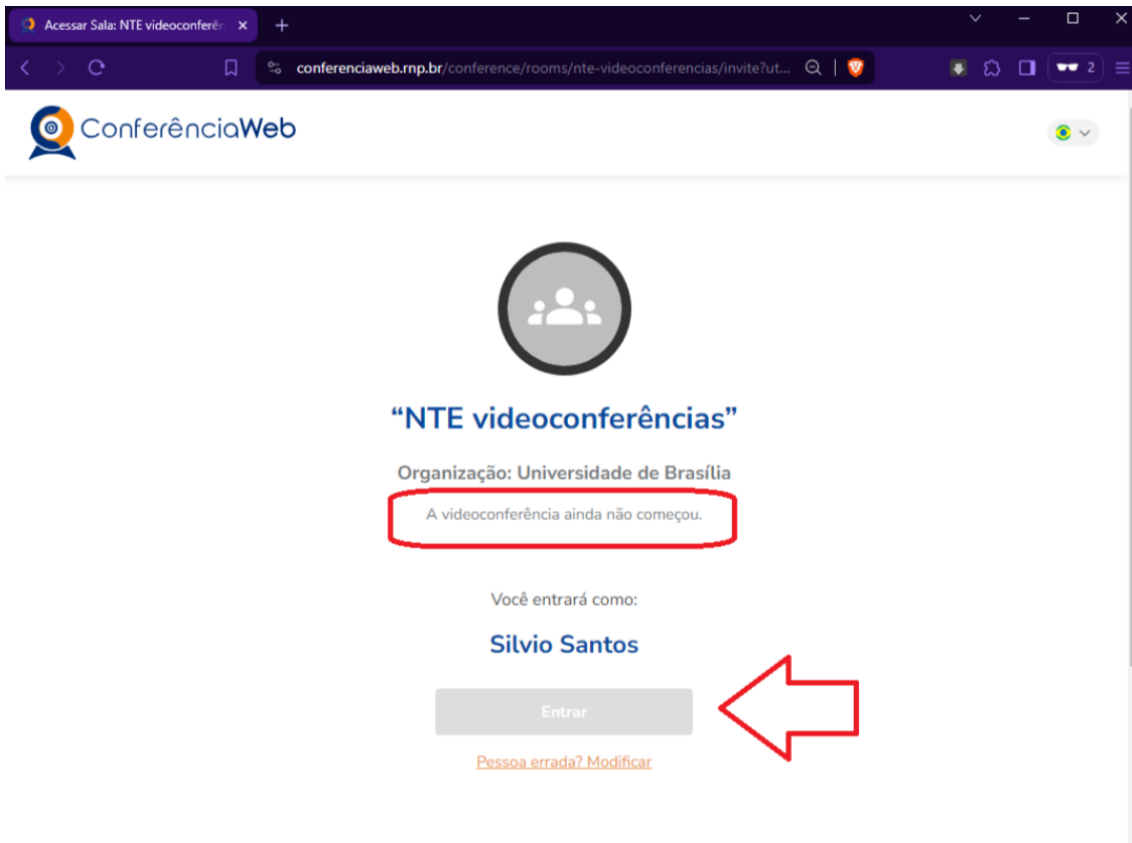 Acessar Sala: NTE videoconferên
conferenciaweb.rnp.br/conference/rooms/nte-videoconferencias/invite?ut...
2
ConferênciaWeb
“NTE videoconferências”
Organização: Universidade de Brasília
A videoconferência ainda não começou.
Você entrará como:
Silvio Santos
Entrar
Pessoa errada? Modificar